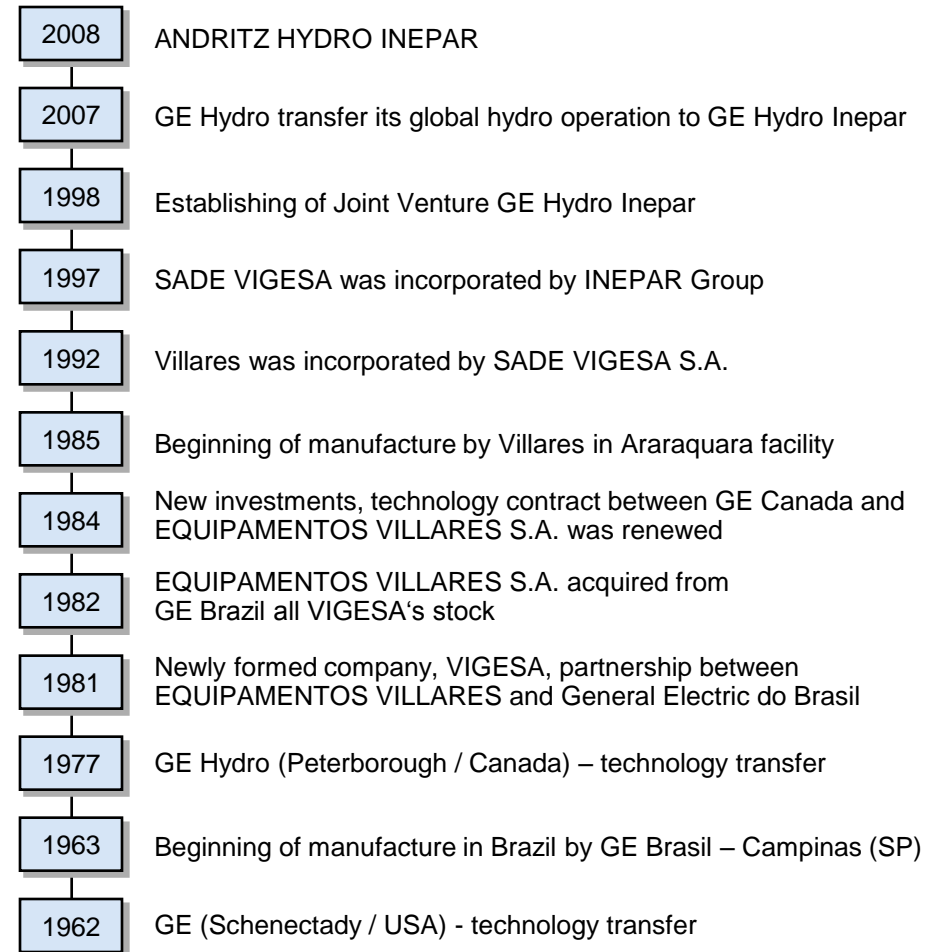 2008
ANDRITZ HYDRO INEPAR
2007
GE Hydro transfer its global hydro operation to GE Hydro Inepar
1998
Establishing of Joint Venture GE Hydro Inepar
1997
SADE VIGESA was incorporated by INEPAR Group
1992
Villares was incorporated by SADE VIGESA S.A.
1985
Beginning of manufacture by Villares in Araraquara facility
1984
New investments, technology contract between GE Canada and
EQUIPAMENTOS VILLARES S.A. was renewed
1982
EQUIPAMENTOS VILLARES S.A. acquired from
GE Brazil all VIGESA‘s stock
1981
Newly formed company, VIGESA, partnership between
EQUIPAMENTOS VILLARES and General Electric do Brasil
1977
GE Hydro (Peterborough / Canada) – technology transfer
1963
Beginning of manufacture in Brazil by GE Brasil – Campinas (SP)
1962
GE (Schenectady / USA) - technology transfer